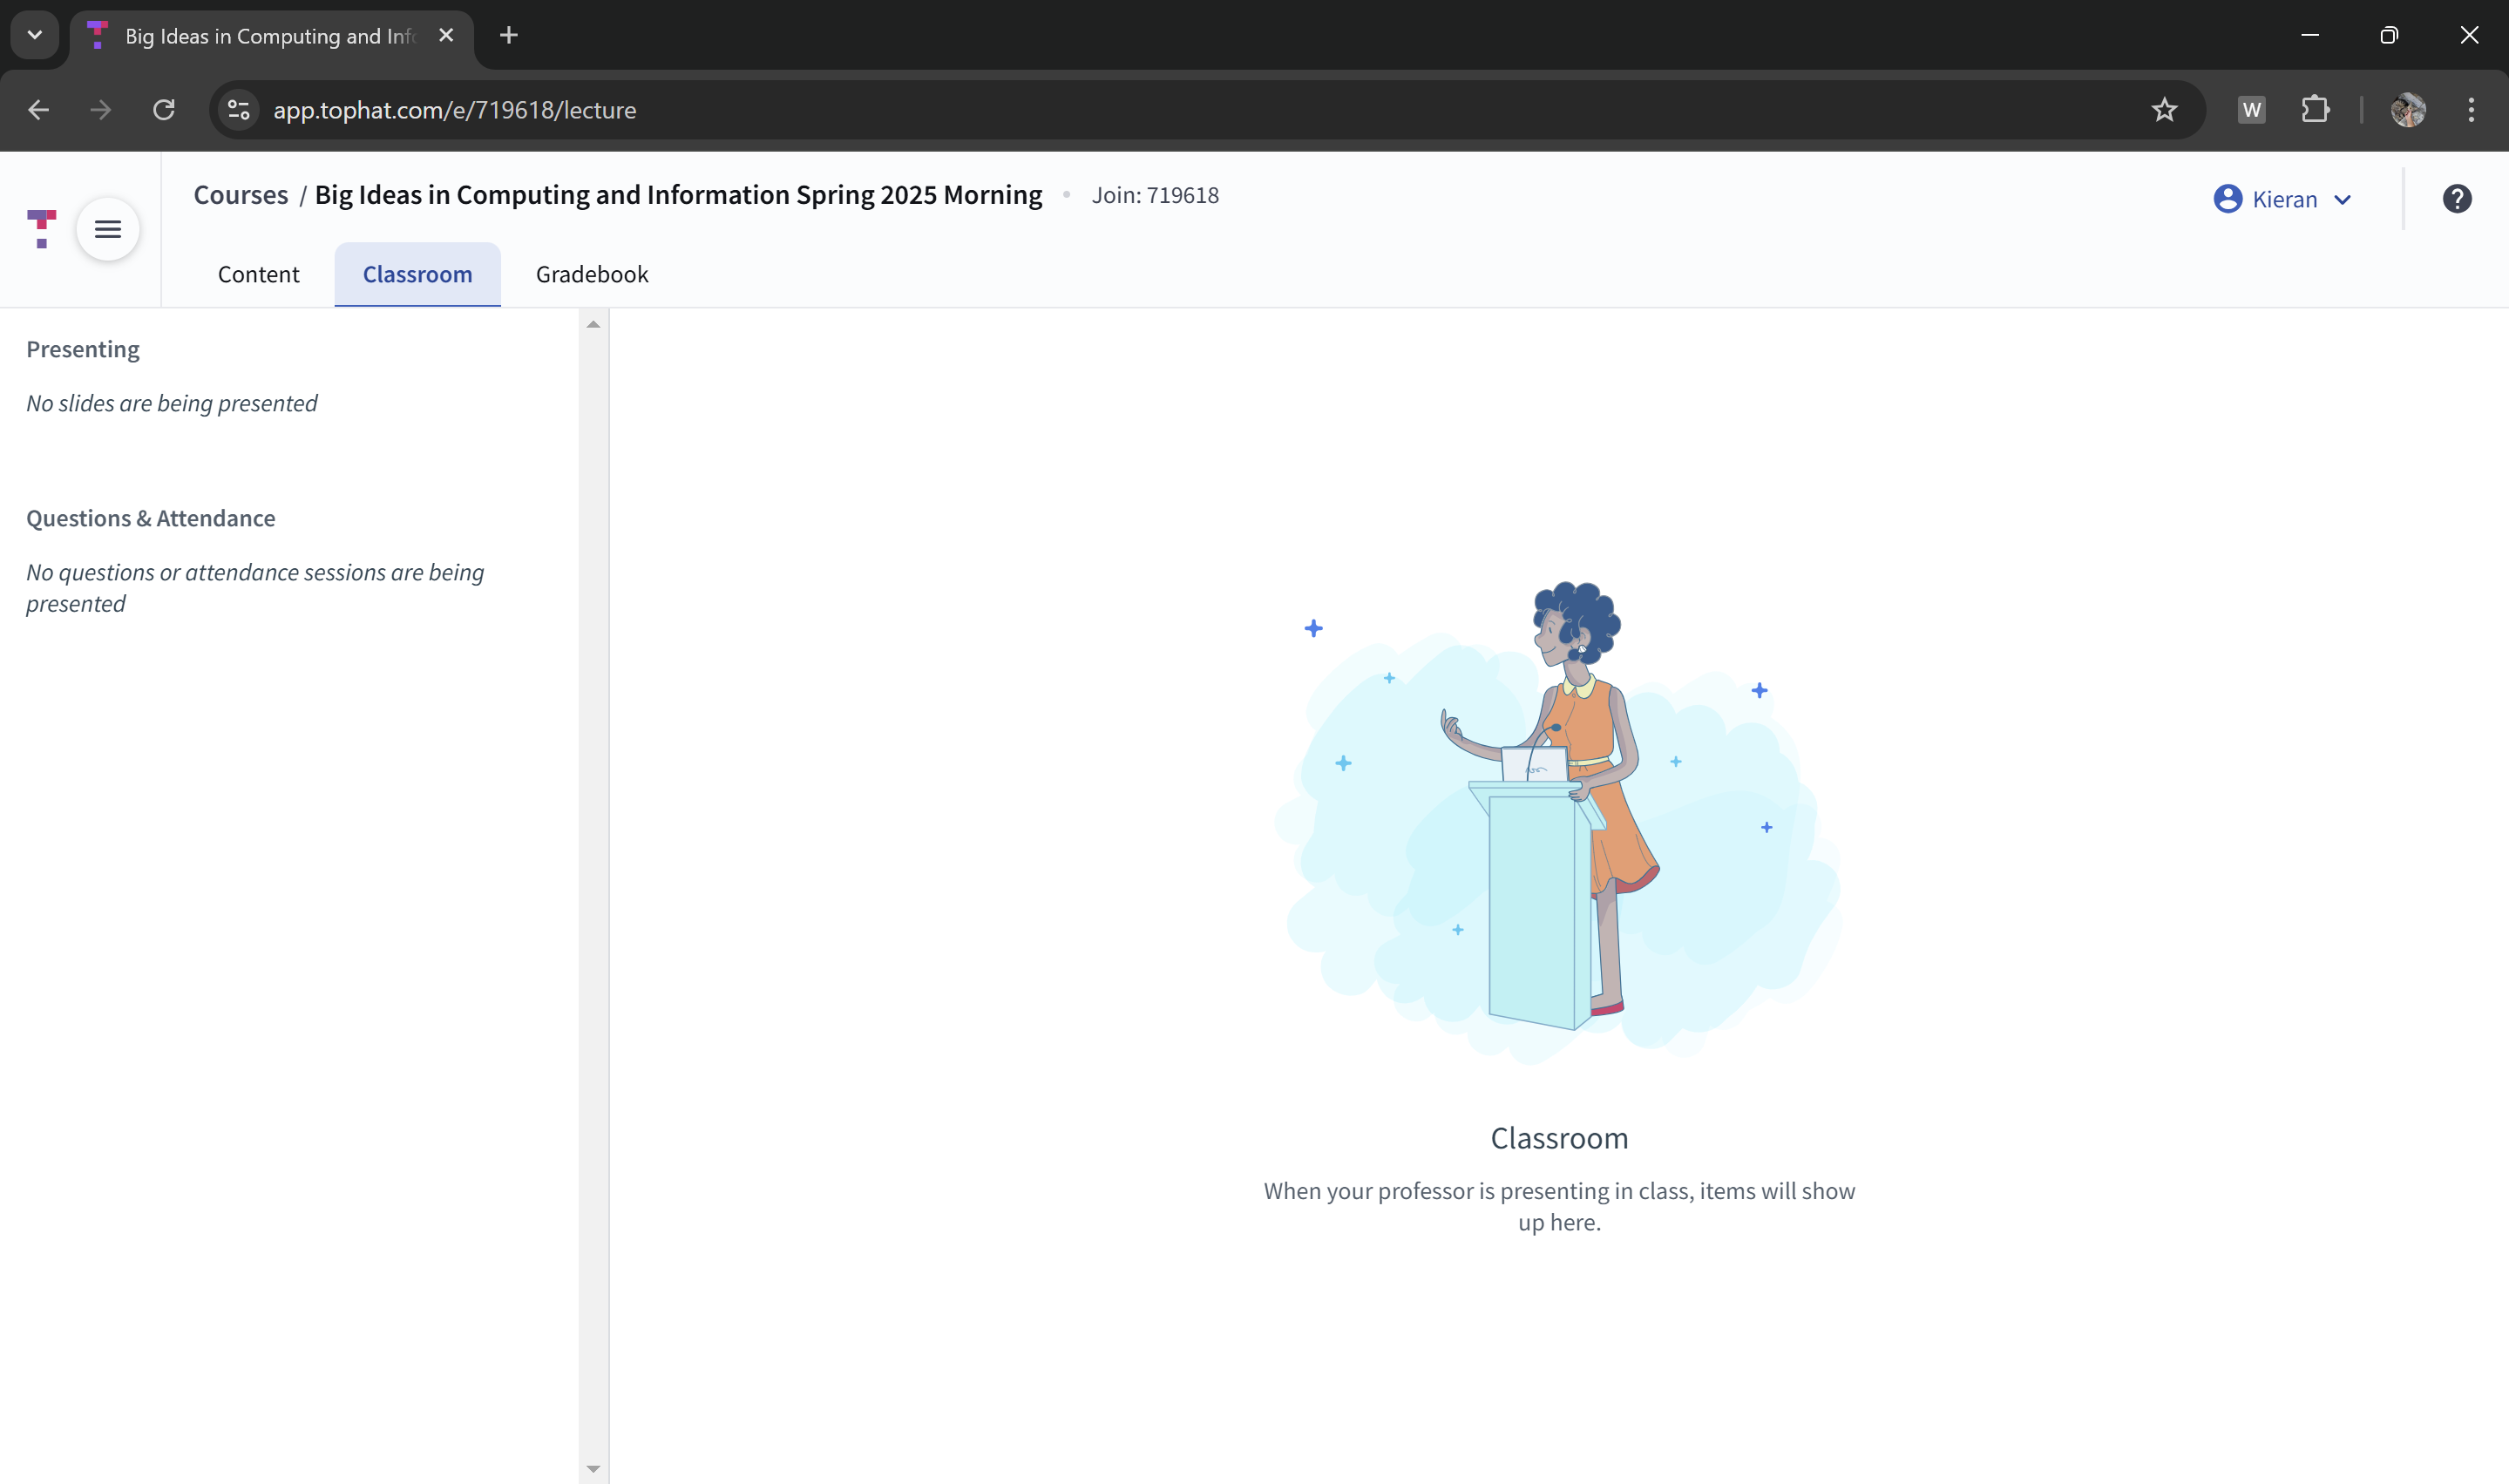 Big Ideas in Computing and Inf
app.tophat.com/e/719618/lecture
W
Courses / Big Ideas in Computing and Information Spring 2025 Morning • Join: 719618
Kieran
?
Content
Classroom
Gradebook
Presenting
No slides are being presented
Questions & Attendance
No questions or attendance sessions are being
presented
Classroom
When your professor is presenting in class, items will show
up here.